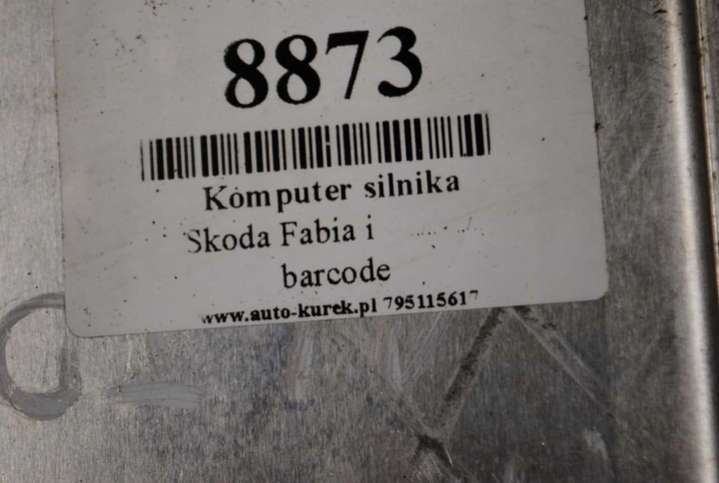 8873
Komputer silnika
Skoda Fabia i
barcode
www.auto-kurek.pl 795115617